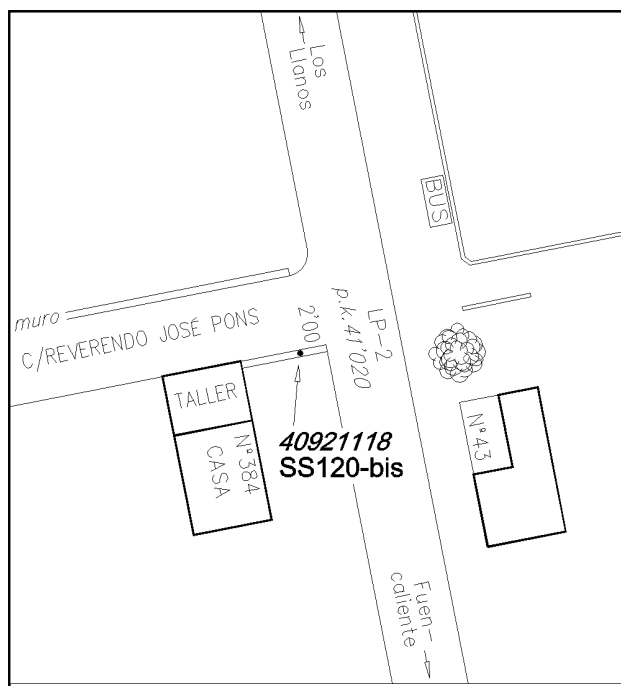 Los
Llanos
BUS
muro
C/REVERENDO JOSÉ PONS
2'00
LP-2
p.k.41'020
TALLER
Nº384
CASA
40921118
SS120-bis
Nº43
Fuen-
caliente